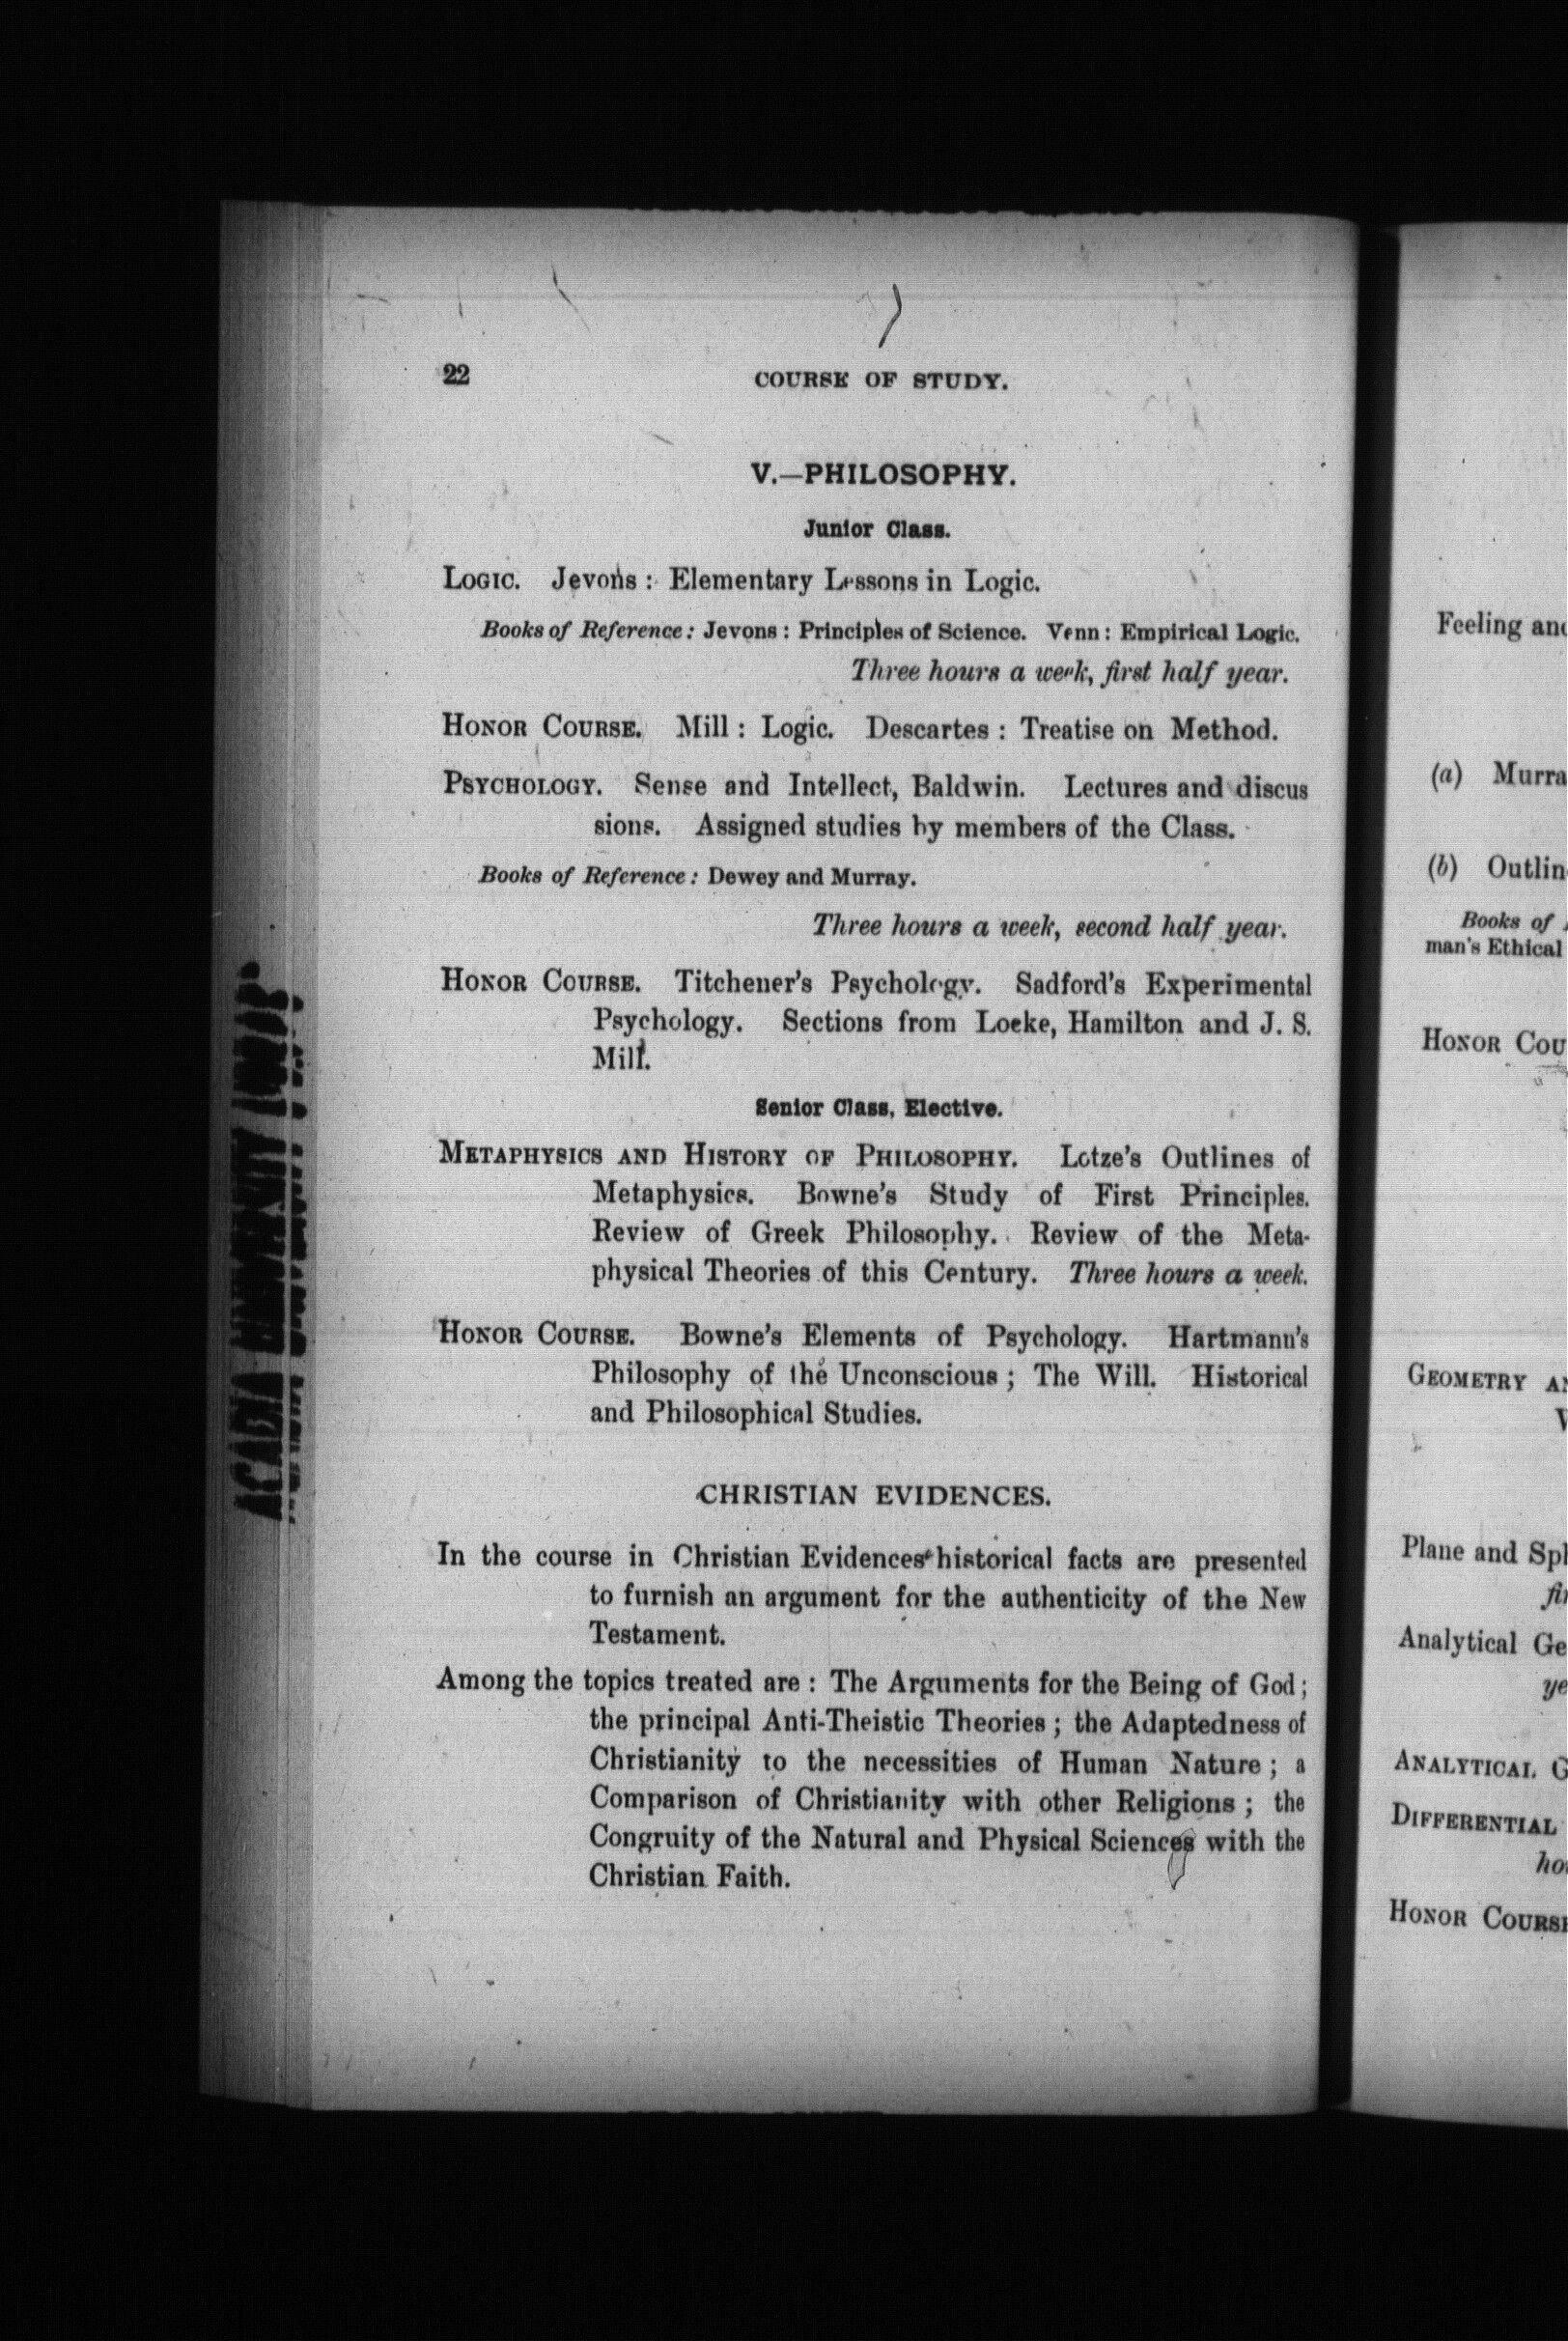 22
COURSE OF STUDY.
V.—PHILOSOPHY.
Junior Class.
LOGIC. Jevons : Elementary Lessons in Logic.
Books of Reference : Jevons : Principles of Science. Venn : Empirical Logic.
Three hours a week, first half year.
HONOR COURSE. Mill : Logic. Descartes : Treatise on Method.
PSYCHOLOGY. Sense and Intellect, Baldwin. Lectures and discus
sions. Assigned studies by members of the Class.
Books of Reference : Dewey and Murray.
Three hours a week, second half year.
HONOR COURSE. Titchener's Psychology. Sadford's Experimental
Psychology. Sections from Locke, Hamilton and J. S.
Mill.
Senior Class, Elective.
METAPHYSICS AND HISTORY OF PHILOSOPHY. Lotze's Outlines of
Metaphysics. Bowne's Study of First Principles.
Review of Greek Philosophy. Review of the Meta-
physical Theories of this Century. Three hours a week.
HONOR COURSE. Bowne's Elements of Psychology. Hartmann's
Philosophy of the Unconscious ; The Will. Historical
and Philosophical Studies.
CHRISTIAN EVIDENCES.
In the course in Christian Evidences historical facts are presented
to furnish an argument for the authenticity of the New
Testament.
Among the topics treated are : The Arguments for the Being of God ;
the principal Anti-Theistic Theories ; the Adaptedness of
Christianity to the necessities of Human Nature ; a
Comparison of Christianity with other Religions ; the
Congruity of the Natural and Physical Sciences with the
Christian Faith.
Feeling and
(a) Murra
(b) Outlin
Books of
man's Ethical
HONOR COU
GEOMETRY
Plane and Sph
Analytical Ge
ye
ANALYTICAL G
DIFFERENTIAL
ho
HONOR COURSE
ACADIA UNIVERSITY